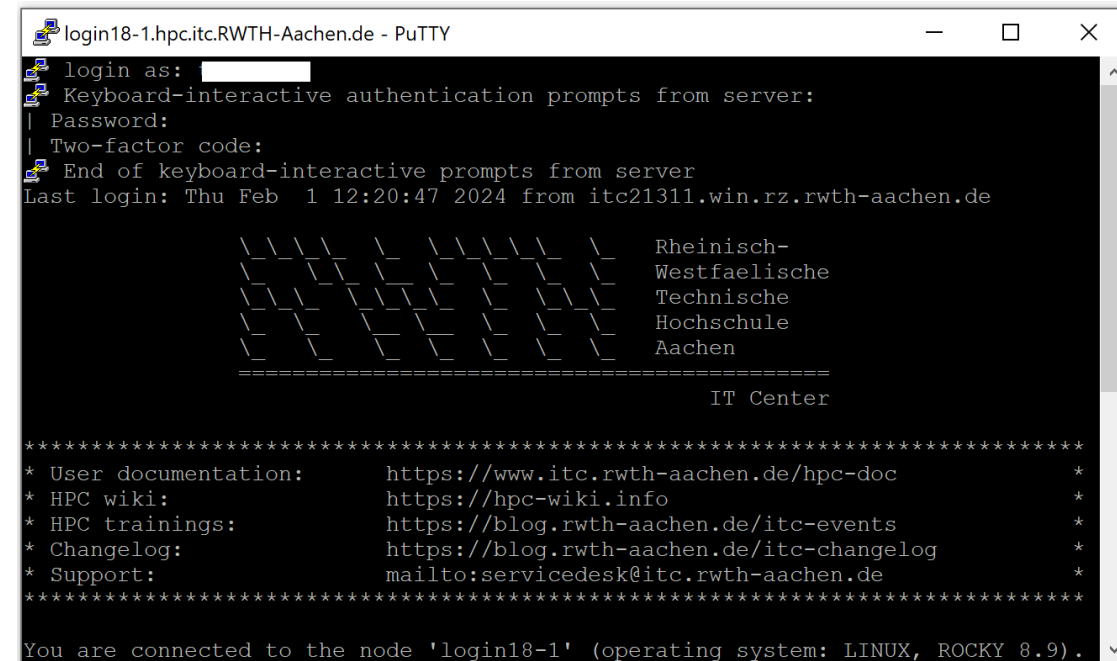 login18-1.hpc.itc.RWTH-Aachen.de - PuTTY
login as:
Keyboard-interactive authentication prompts from server:
| Password:
| Two-factor code:
End of keyboard-interactive prompts from server
Last login: Thu Feb  1 12:20:47 2024 from itc21311.win.rz.rwth-aachen.de
\_\_\_\_   \_   \_\_\_\_\_   \_   Rheinisch-
\_    \_\_  \_   \_   \_   \_   \_   Westfaelische
\_\_\_   \_\_\_\_   \_   \_\_\_   Technische
\_   \_    \__  \__   \_   \_   \_   Hochschule
\_    \_    \_   \_   \_   \_   \_   Aachen
============================================
IT Center
*******************************************************************************
* User documentation:      https://www.itc.rwth-aachen.de/hpc-doc             *
* HPC wiki:                https://hpc-wiki.info                              *
* HPC trainings:           https://blog.rwth-aachen.de/itc-events             *
* Changelog:               https://blog.rwth-aachen.de/itc-changelog          *
* Support:                 mailto:servicedesk@itc.rwth-aachen.de              *
*******************************************************************************
You are connected to the node 'login18-1' (operating system: LINUX, ROCKY 8.9).